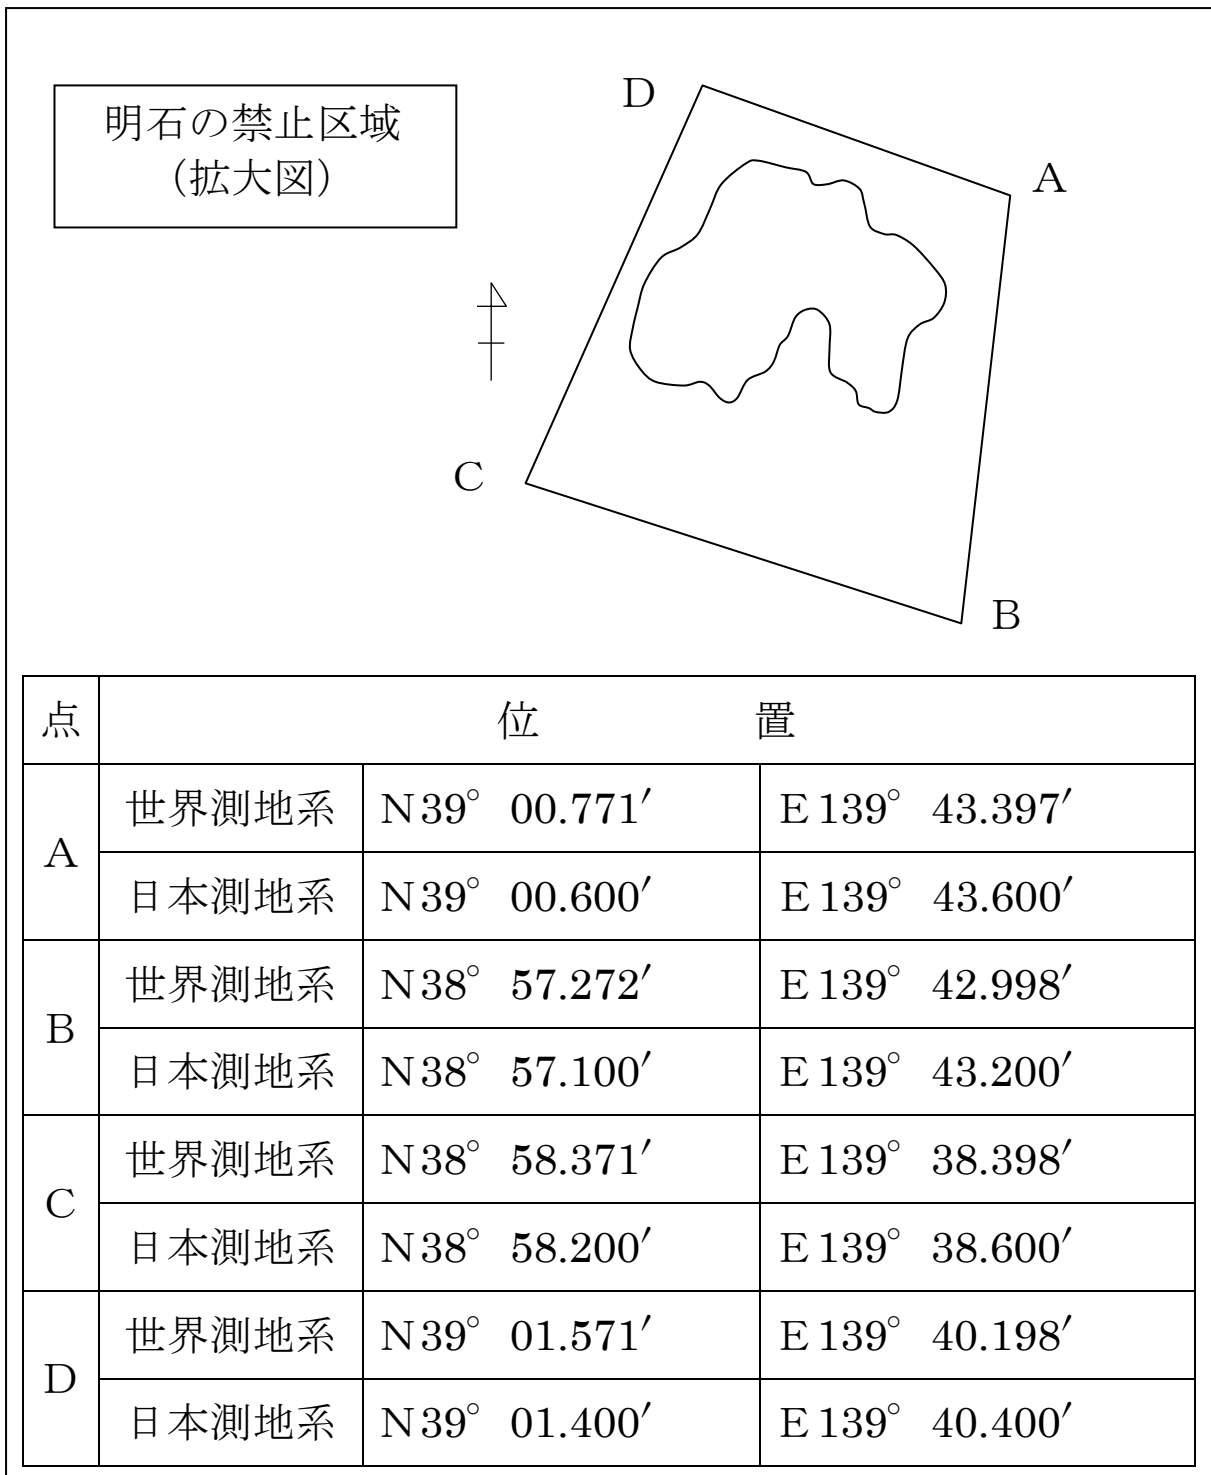 明石の禁止区域
（拡大図）
D
A
C
B
点 位 置
A 世界測地系 N39° 00.771′ E139° 43.397′
日本測地系 N39° 00.600′ E139° 43.600′
B 世界測地系 N38° 57.272′ E139° 42.998′
日本測地系 N38° 57.100′ E139° 43.200′
C 世界測地系 N38° 58.371′ E139° 38.398′
日本測地系 N38° 58.200′ E139° 38.600′
D 世界測地系 N39° 01.571′ E139° 40.198′
日本測地系 N39° 01.400′ E139° 40.400′